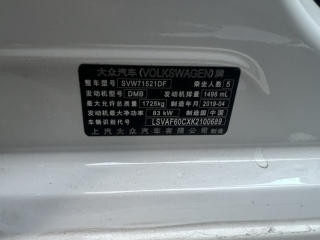 大众汽车(VOLKSWAGEN)牌
整车型号 SVW71521DF 乘坐人数 5
发动机型号 DMB 发动机排量 1498 mL
最大允许总质量 1725kg 制造年月 2019-04
发动机最大净功率 83 kW 制造国 中国
车辆识别代号 LSVAF60CXK2100689
上汽大众汽车有限公司 制造